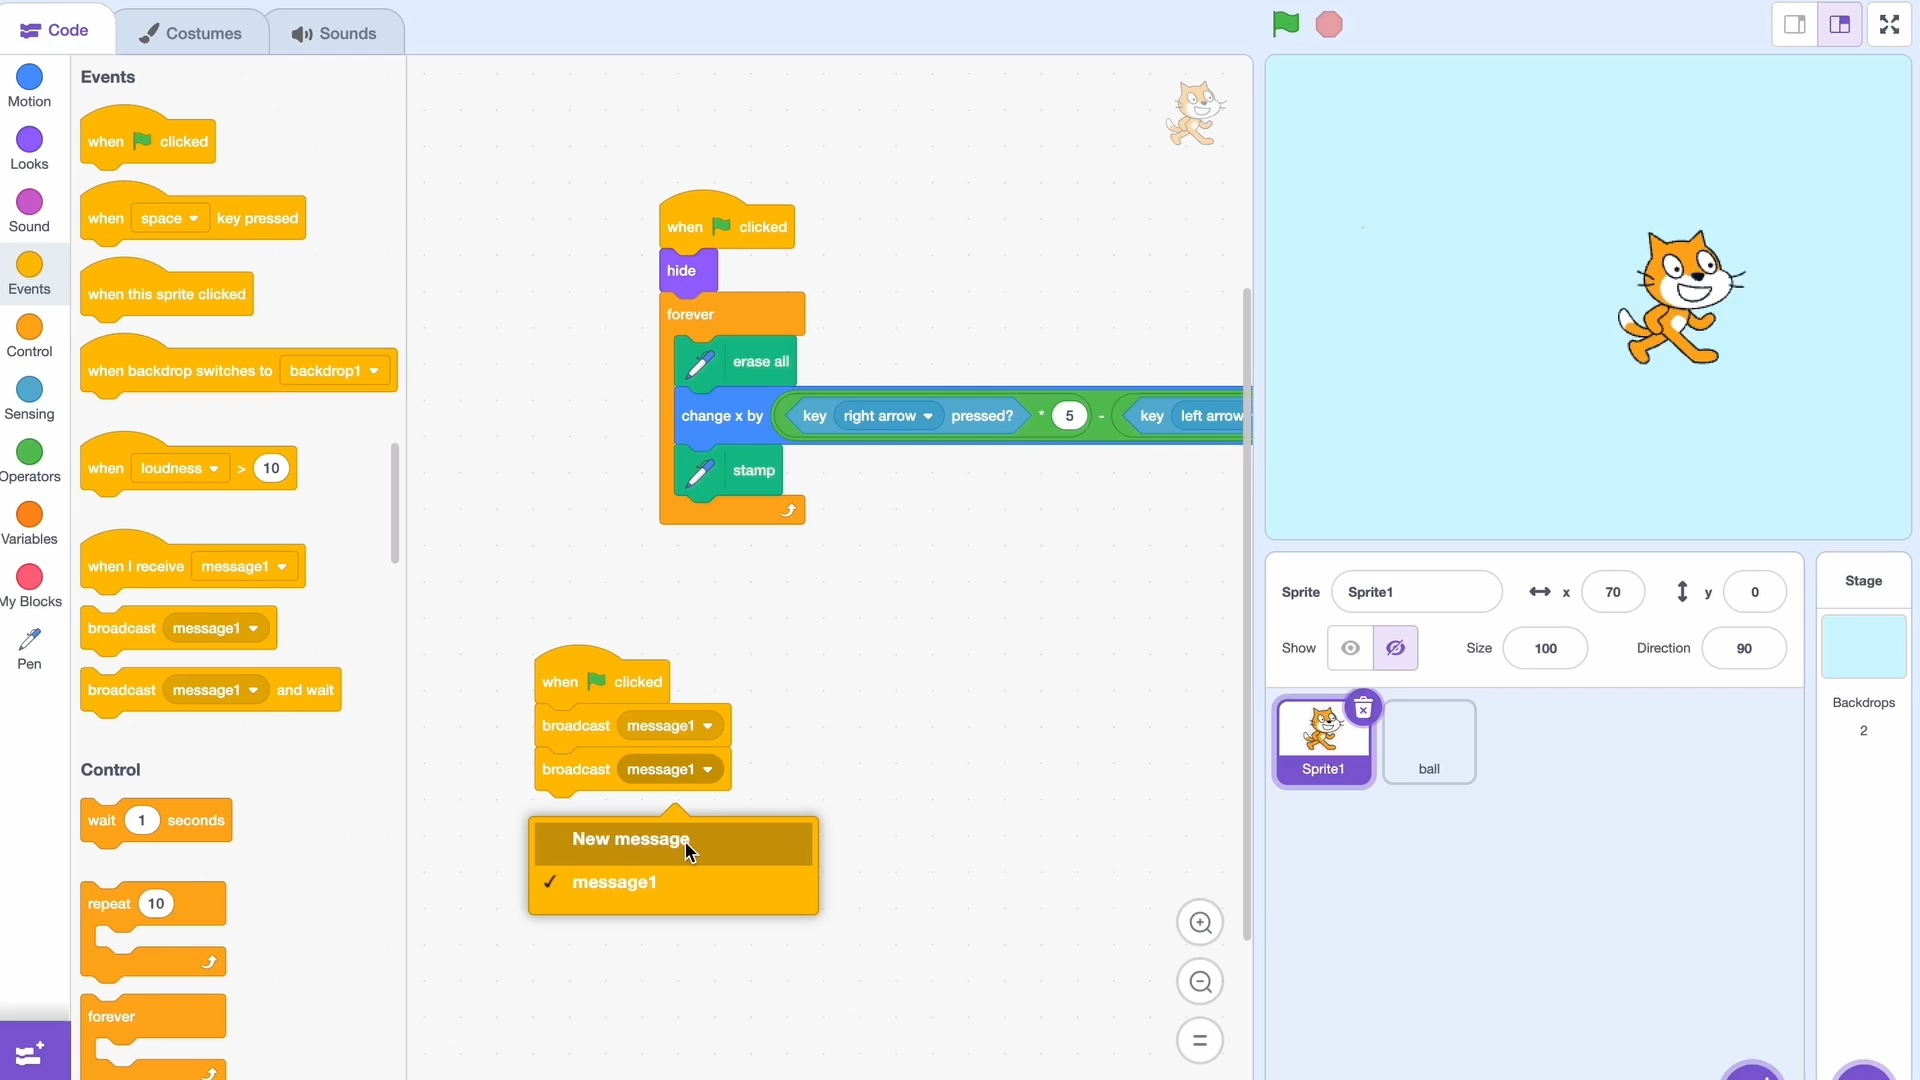 Code
Costumes
Sounds
Motion
Looks
Sound
Events
Control
Sensing
Operators
Variables
My Blocks
Pen
Events
when clicked
when space key pressed
when this sprite clicked
when backdrop switches to backdrop1
when loudness > 10
when I receive message1
broadcast message1
broadcast message1 and wait
Control
wait 1 seconds
repeat 10
forever
when clicked
hide
forever
erase all
change x by key right arrow pressed? * 5 - key left arrow
stamp
when clicked
broadcast message1
broadcast message1
New message
✓ message1
Sprite Sprite1 x 70 y 0
Show Size 100 Direction 90
Sprite1
ball
Stage
Backdrops
2